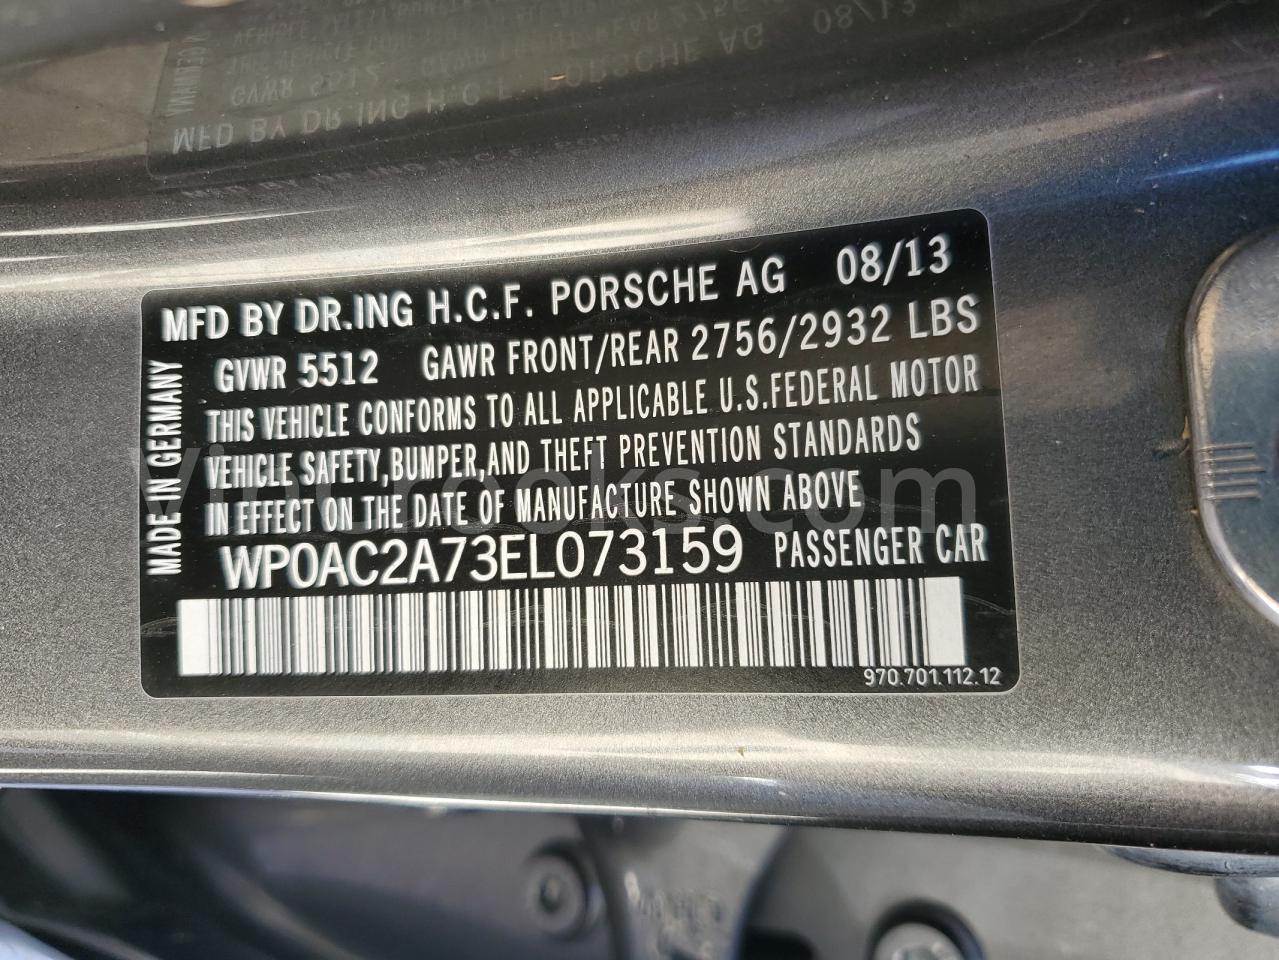 MFD BY DR.ING H.C.F. PORSCHE AG 08/13
GVWR 5512 GAWR FRONT/REAR 2756/2932 LBS
THIS VEHICLE CONFORMS TO ALL APPLICABLE U.S.FEDERAL MOTOR
VEHICLE SAFETY,BUMPER,AND THEFT PREVENTION STANDARDS
IN EFFECT ON THE DATE OF MANUFACTURE SHOWN ABOVE
WP0AC2A73EL073159 PASSENGER CAR
970.701.112.12
MADE IN GERMANY
VinCrooks.com